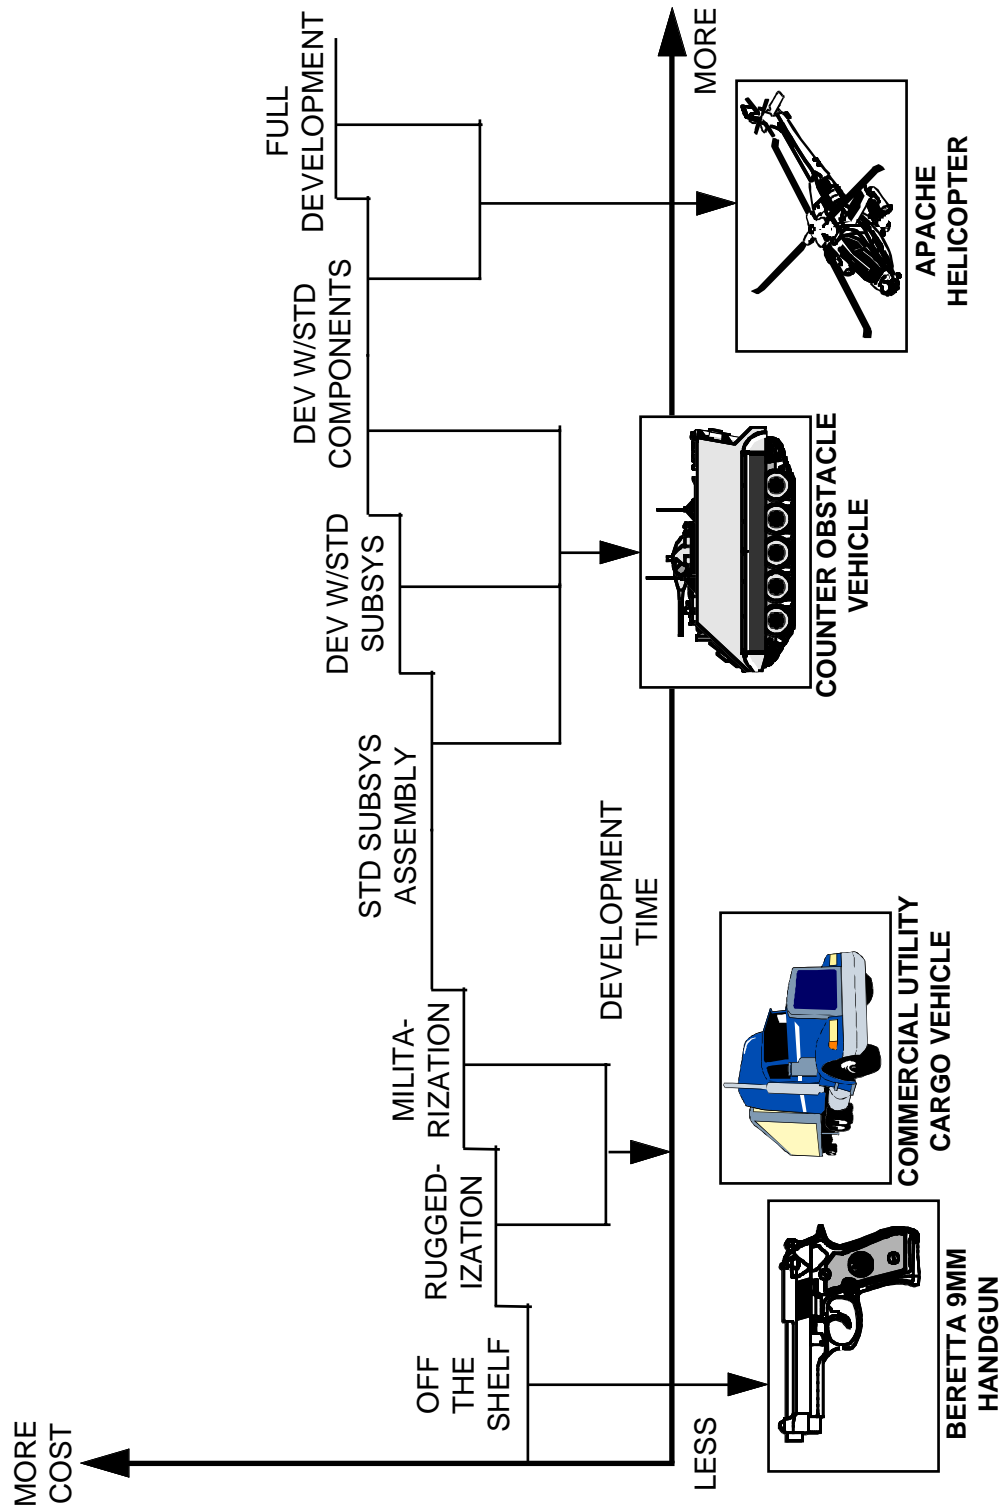 MORE
COST
OFF
THE
SHELF
RUGGED-
IZATION
MILITA-
RIZATION
STD SUBSYS
ASSEMBLY
DEV W/STD
SUBSYS
DEV W/STD
COMPONENTS
FULL
DEVELOPMENT
DEVELOPMENT
TIME
LESS
MORE
BERETTA 9MM
HANDGUN
COMMERCIAL UTILITY
CARGO VEHICLE
COUNTER OBSTACLE
VEHICLE
APACHE
HELICOPTER